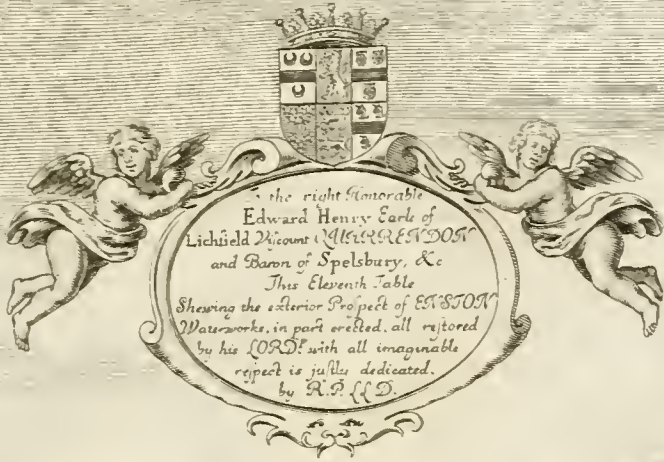 the right Honorable
Edward Henry Earle of
Lichfield Viscount QUARRENDON
and Baron of Spelsbury, &c
This Eleventh Table
Shewing the exterior Prospect of ENSTON
Waterworks, in part erected, all restored
by his LORDP. with all imaginable
respect is justly dedicated.
by R.P. LLD.